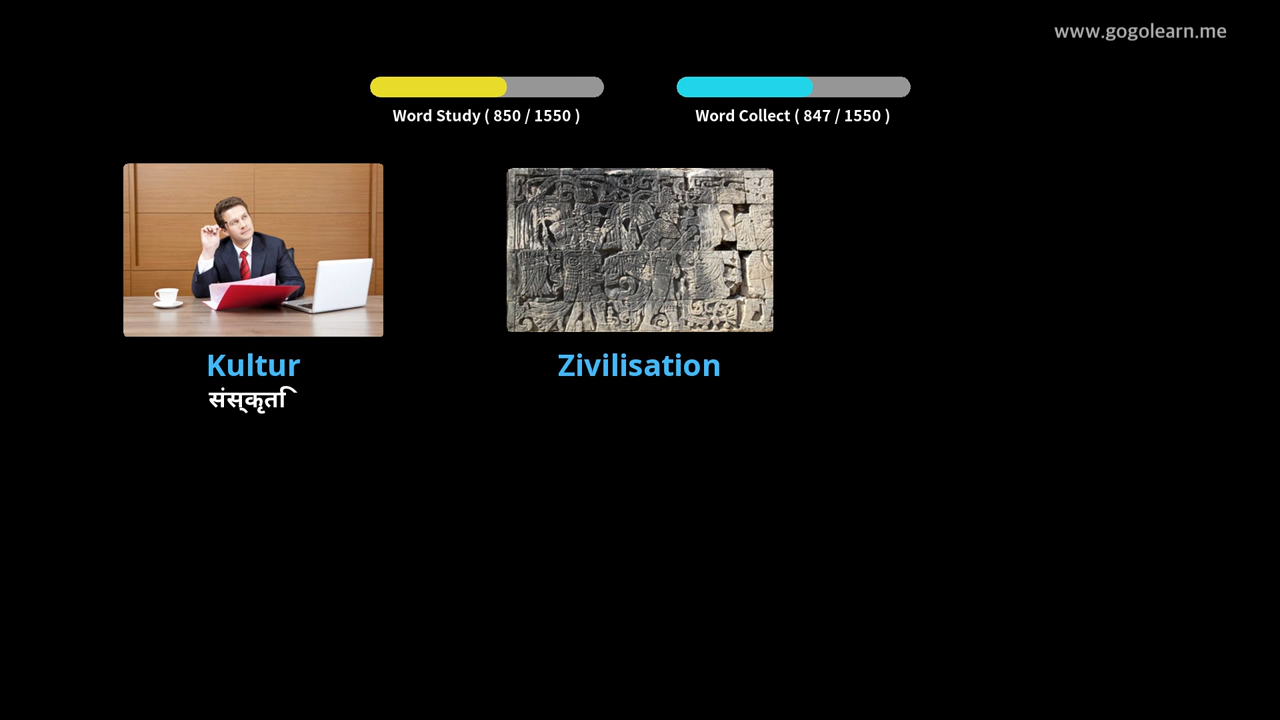 www.gogolearn.me
Word Study ( 850 / 1550 )
Word Collect ( 847 / 1550 )
Kultur
संस्कृति
Zivilisation